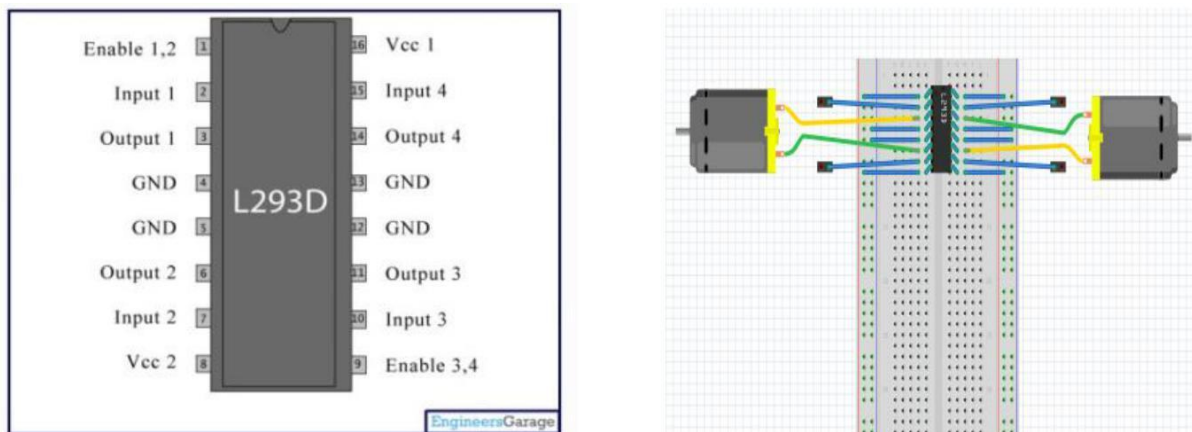 Enable 1,2 1 16 Vcc 1
Input 1 2 15 Input 4
Output 1 3 14 Output 4
GND 4 13 GND
L293D
GND 5 12 GND
Output 2 6 11 Output 3
Input 2 7 10 Input 3
Vcc 2 8 9 Enable 3,4
EngineersGarage
L293D